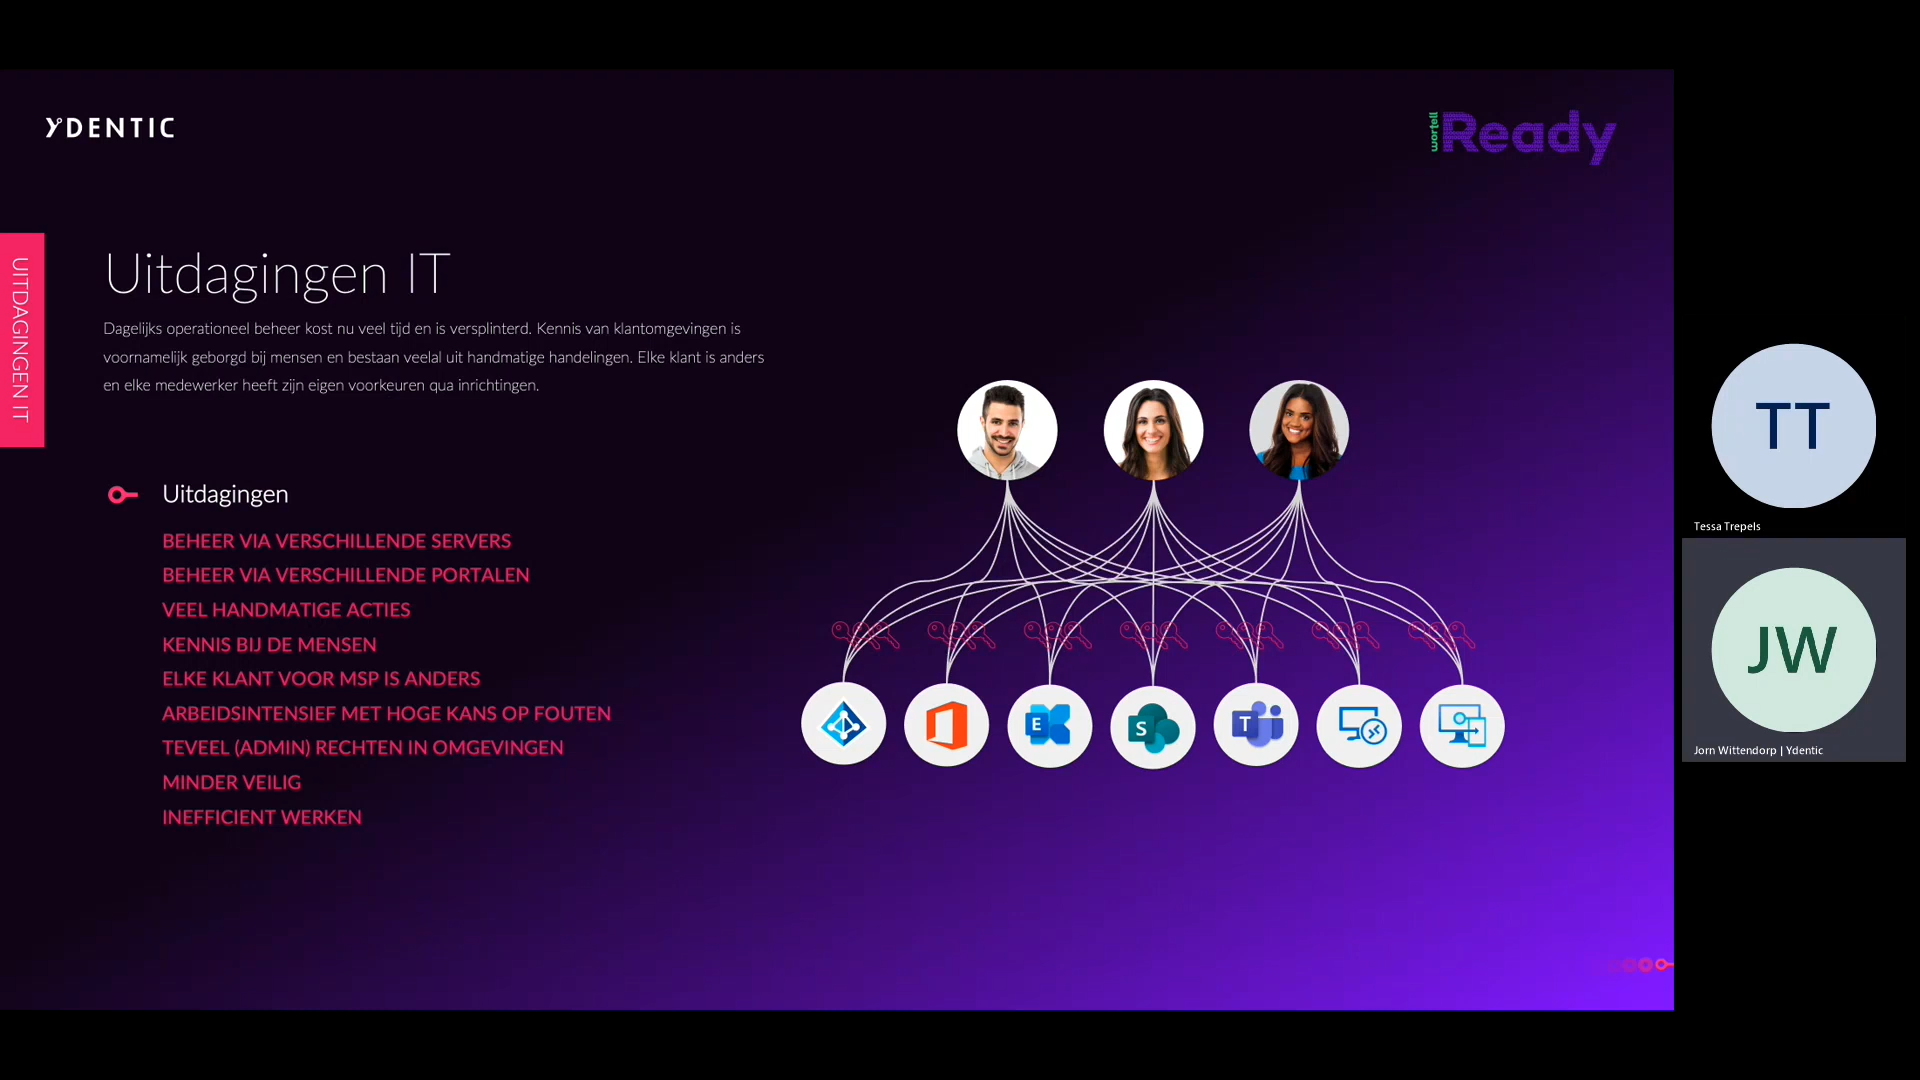 YDENTIC
wortell
Ready
UITDAGINGEN IT
Uitdagingen IT
Dagelijks operationeel beheer kost nu veel tijd en is versplinterd. Kennis van klantomgevingen is
voornamelijk geborgd bij mensen en bestaan veelal uit handmatige handelingen. Elke klant is anders
en elke medewerker heeft zijn eigen voorkeuren qua inrichtingen.
Uitdagingen
BEHEER VIA VERSCHILLENDE SERVERS
BEHEER VIA VERSCHILLENDE PORTALEN
VEEL HANDMATIGE ACTIES
KENNIS BIJ DE MENSEN
ELKE KLANT VOOR MSP IS ANDERS
ARBEIDSINTENSIEF MET HOGE KANS OP FOUTEN
TEVEEL (ADMIN) RECHTEN IN OMGEVINGEN
MINDER VEILIG
INEFFICIENT WERKEN
E
S
T
TT
Tessa Trepels
JW
Jorn Wittendorp | Ydentic